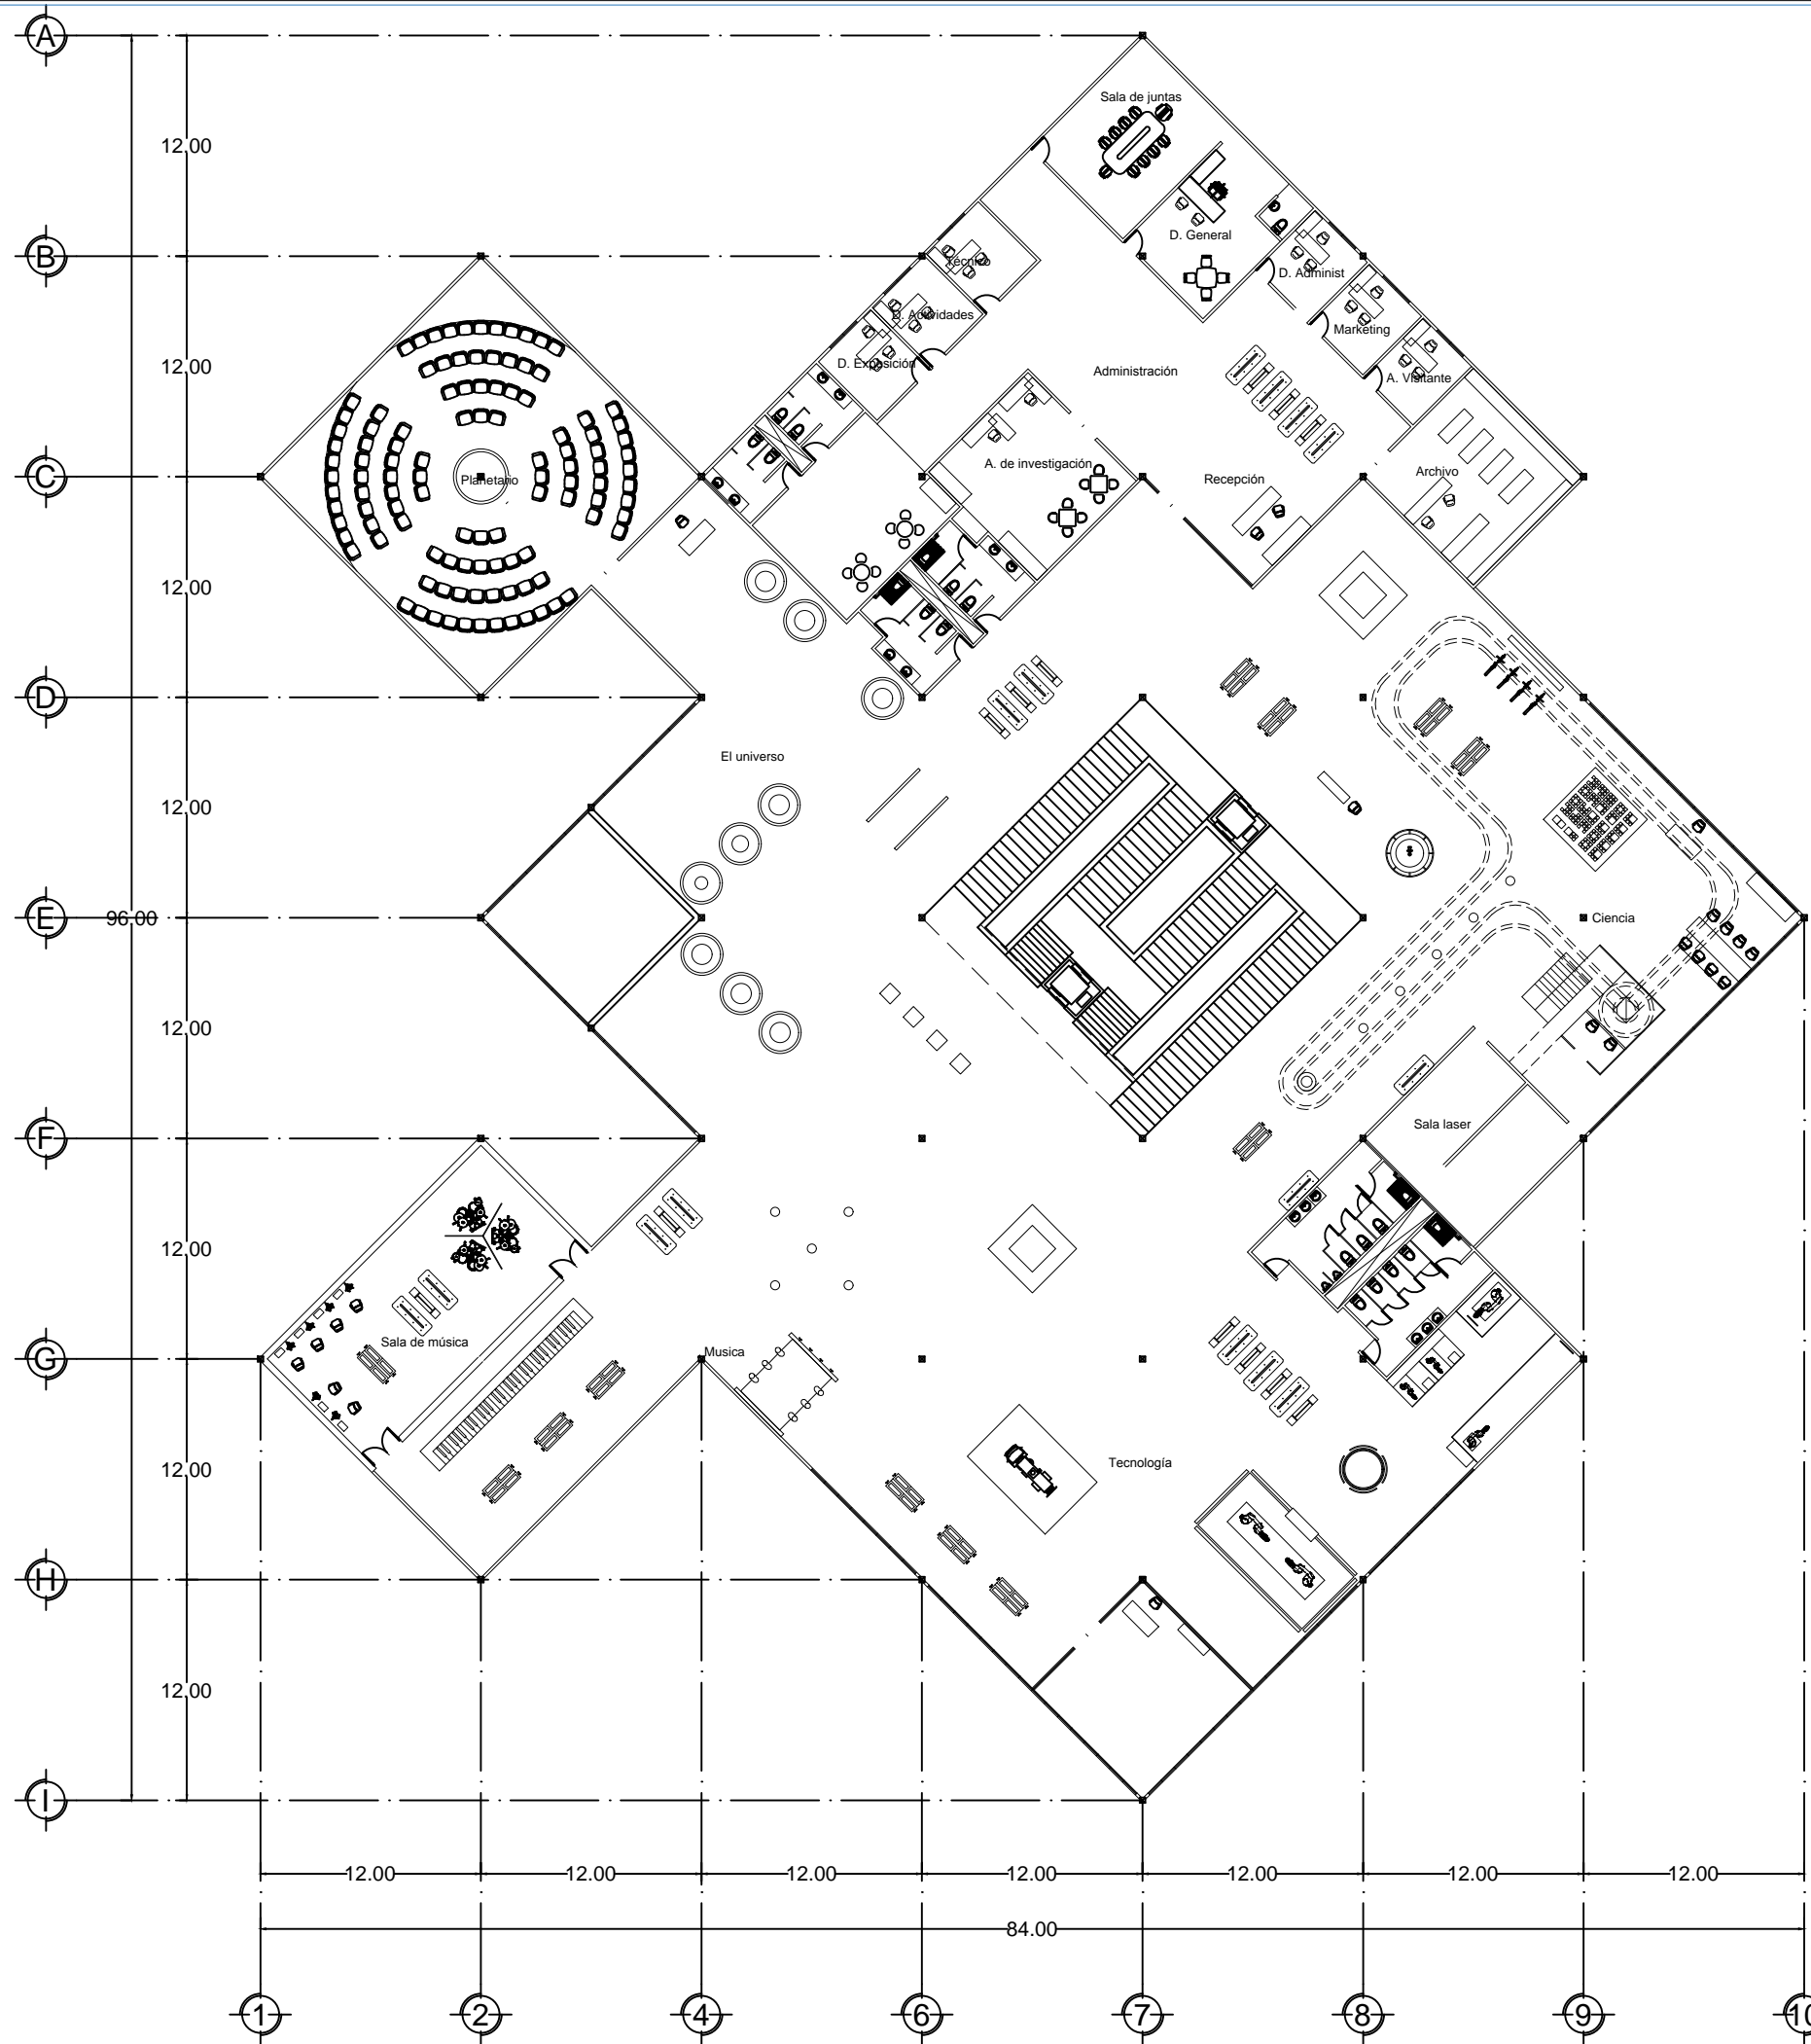 A
Sala de juntas
12.00
D. General
B
Técnico
D. Administ
D. Actividades
Marketing
12.00
D. Exposición
Administración
A. Visitante
A. de investigación
Archivo
C
Planetario
Recepción
12.00
D
El universo
12.00
E
96.00
Ciencia
12.00
Sala laser
F
12.00
Sala de música
Musica
G
Tecnología
12.00
H
12.00
I
12.00 12.00 12.00 12.00 12.00 12.00 12.00
84.00
1 2 4 6 7 8 9 10